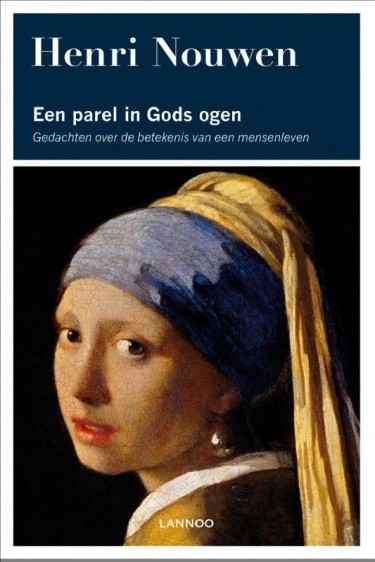 Henri Nouwen
Een parel in Gods ogen
Gedachten over de betekenis van een mensenleven
LANNOO